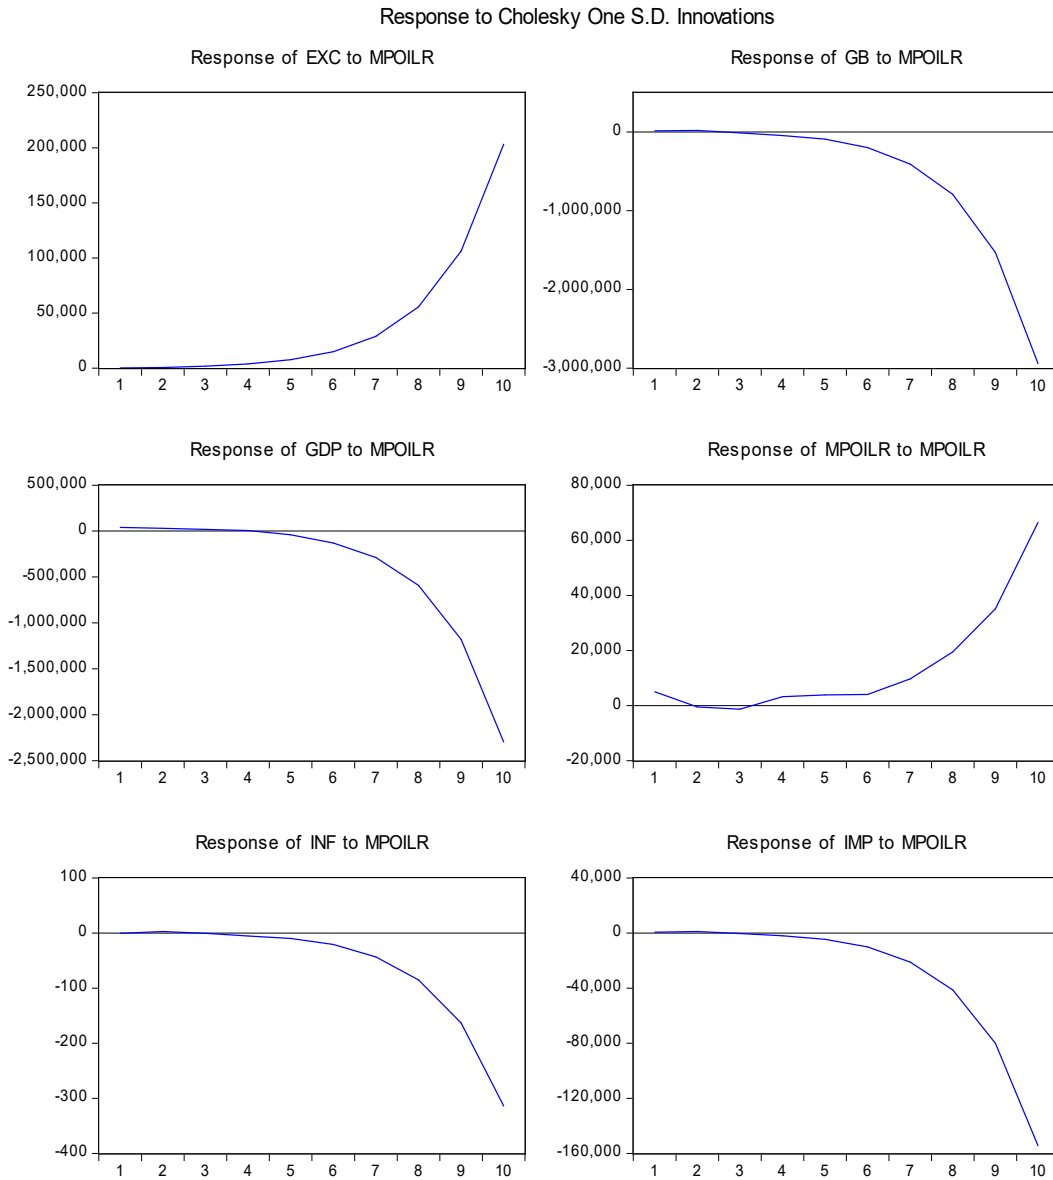 Response to Cholesky One S.D. Innovations
Response of EXC to MPOILR
250,000
200,000
150,000
100,000
50,000
0
1 2 3 4 5 6 7 8 9 10
Response of GB to MPOILR
0
-1,000,000
-2,000,000
-3,000,000
1 2 3 4 5 6 7 8 9 10
Response of GDP to MPOILR
500,000
0
-500,000
-1,000,000
-1,500,000
-2,000,000
-2,500,000
1 2 3 4 5 6 7 8 9 10
Response of MPOILR to MPOILR
80,000
60,000
40,000
20,000
0
-20,000
1 2 3 4 5 6 7 8 9 10
Response of INF to MPOILR
100
0
-100
-200
-300
-400
1 2 3 4 5 6 7 8 9 10
Response of IMP to MPOILR
40,000
0
-40,000
-80,000
-120,000
-160,000
1 2 3 4 5 6 7 8 9 10